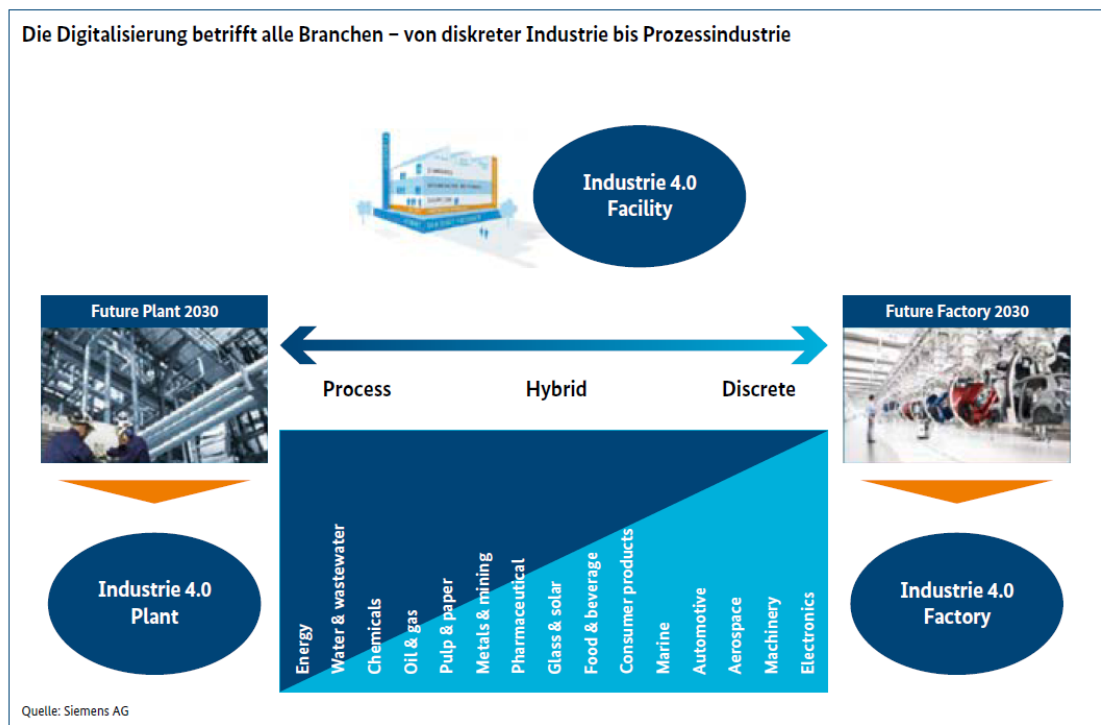 Die Digitalisierung betrifft alle Branchen – von diskreter Industrie bis Prozessindustrie
Industrie 4.0
Facility
Future Plant 2030
Future Factory 2030
Process
Hybrid
Discrete
Energy
Water & wastewater
Chemicals
Oil & gas
Pulp & paper
Metals & mining
Pharmaceutical
Glass & solar
Food & beverage
Consumer products
Marine
Automotive
Aerospace
Machinery
Electronics
Industrie 4.0
Plant
Industrie 4.0
Factory
Quelle: Siemens AG